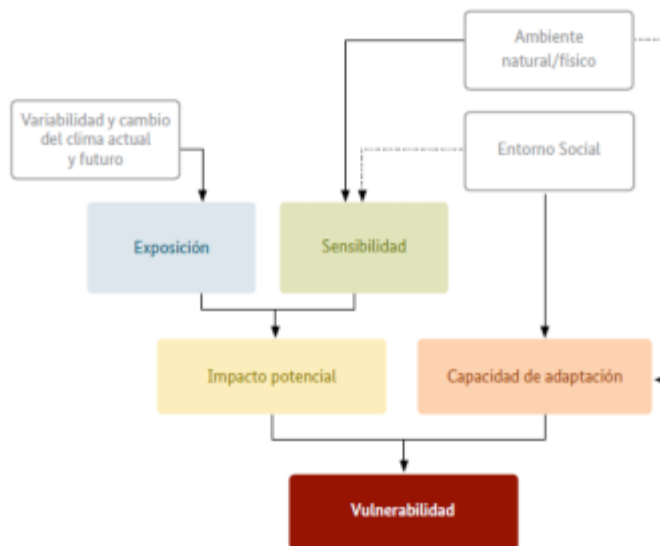 Ambiente
natural/físico
Variabilidad y cambio
del clima actual
y futuro
Entorno Social
Exposición
Sensibilidad
Impacto potencial
Capacidad de adaptación
Vulnerabilidad